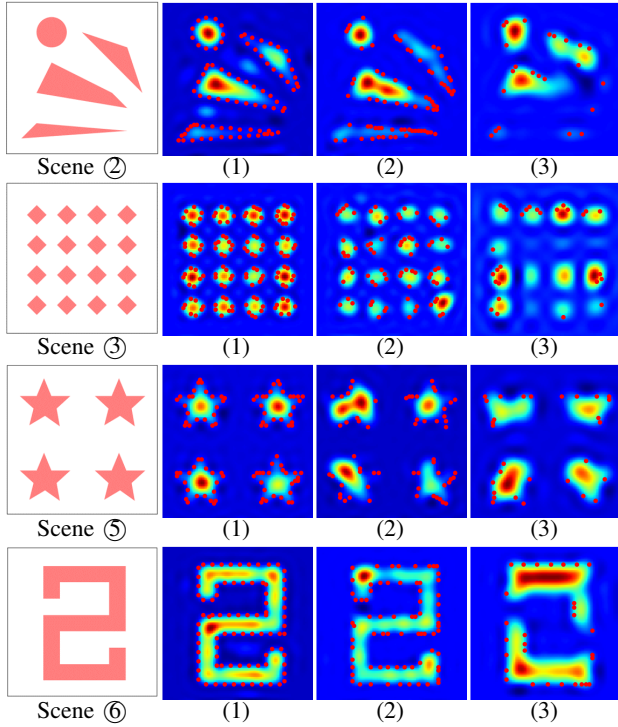 Scene ② (1) (2) (3)
Scene ③ (1) (2) (3)
Scene ⑤ (1) (2) (3)
Scene ⑥ (1) (2) (3)